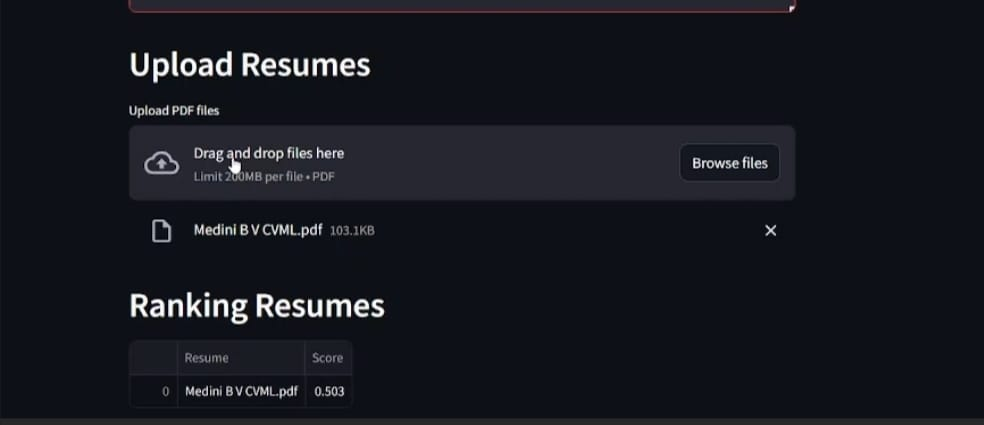 Upload Resumes
Upload PDF files
Drag and drop files here
Limit 200MB per file • PDF
Browse files
Medini B V CVML.pdf 103.1KB
Ranking Resumes
Resume Score
0 Medini B V CVML.pdf 0.503